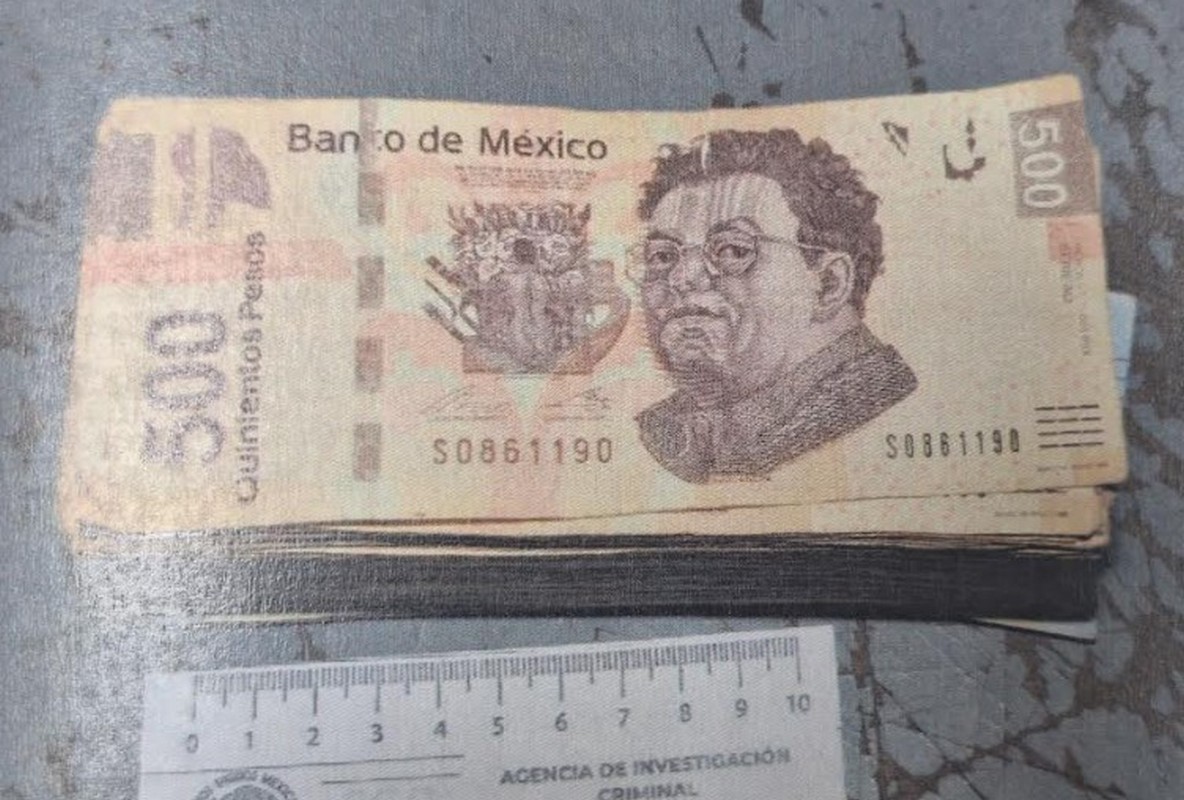 Banco de México
500
500
Quinientos Pesos
S0861190
S0861190
0 1 2 3 4 5 6 7 8 9 10
AGENCIA DE INVESTIGACIÓN
CRIMINAL